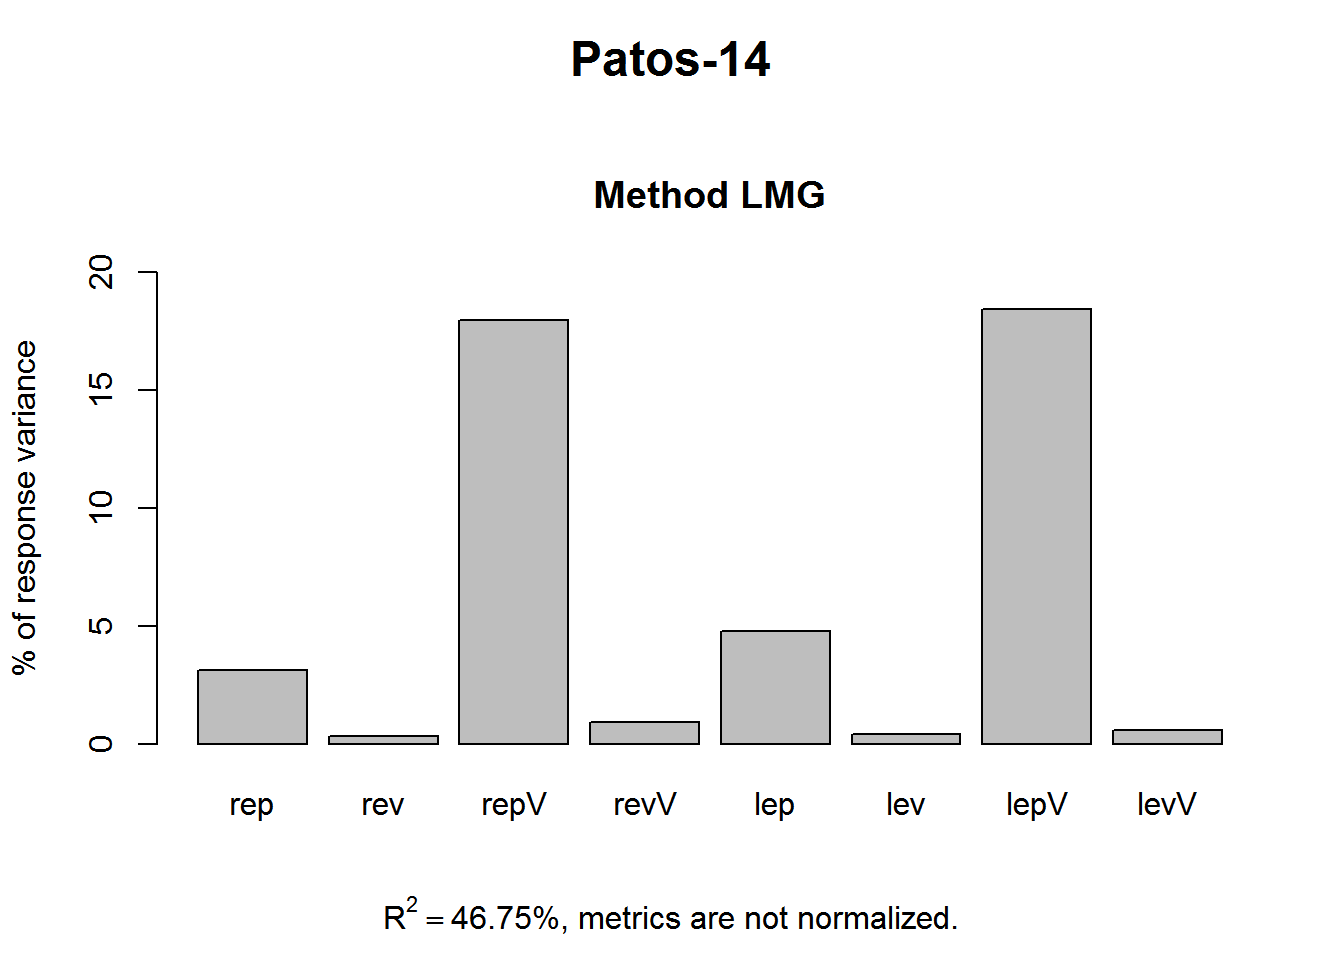 Patos-14
Method LMG
% of response variance
20
15
10
5
0
rep rev repV revV lep lev lepV levV
R² = 46.75%, metrics are not normalized.